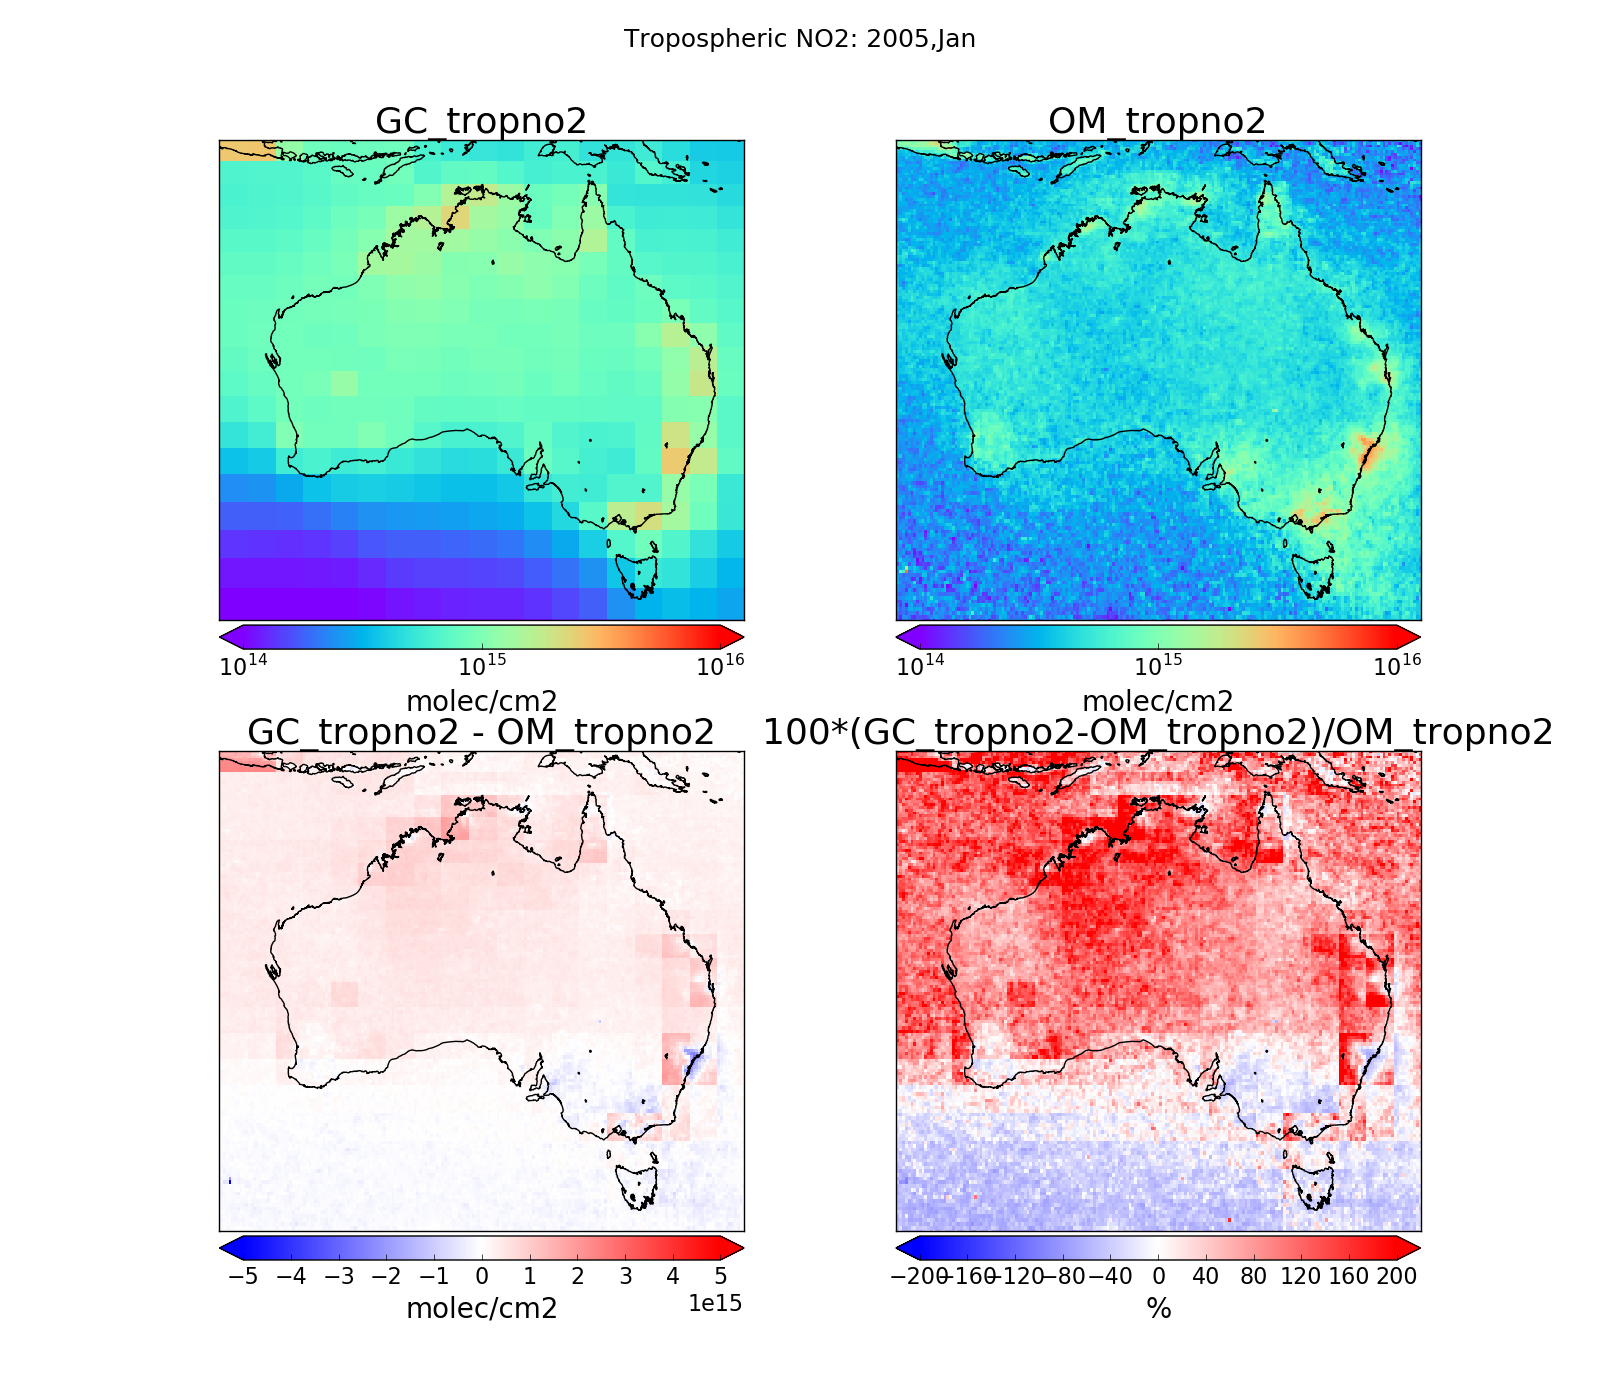 Tropospheric NO2: 2005,Jan
GC_tropno2
OM_tropno2
10^14 10^15 10^16
molec/cm2
10^14 10^15 10^16
molec/cm2
GC_tropno2 - OM_tropno2
100*(GC_tropno2-OM_tropno2)/OM_tropno2
−5 −4 −3 −2 −1 0 1 2 3 4 5
molec/cm2
1e15
−200 −160 −120 −80 −40 0 40 80 120 160 200
%